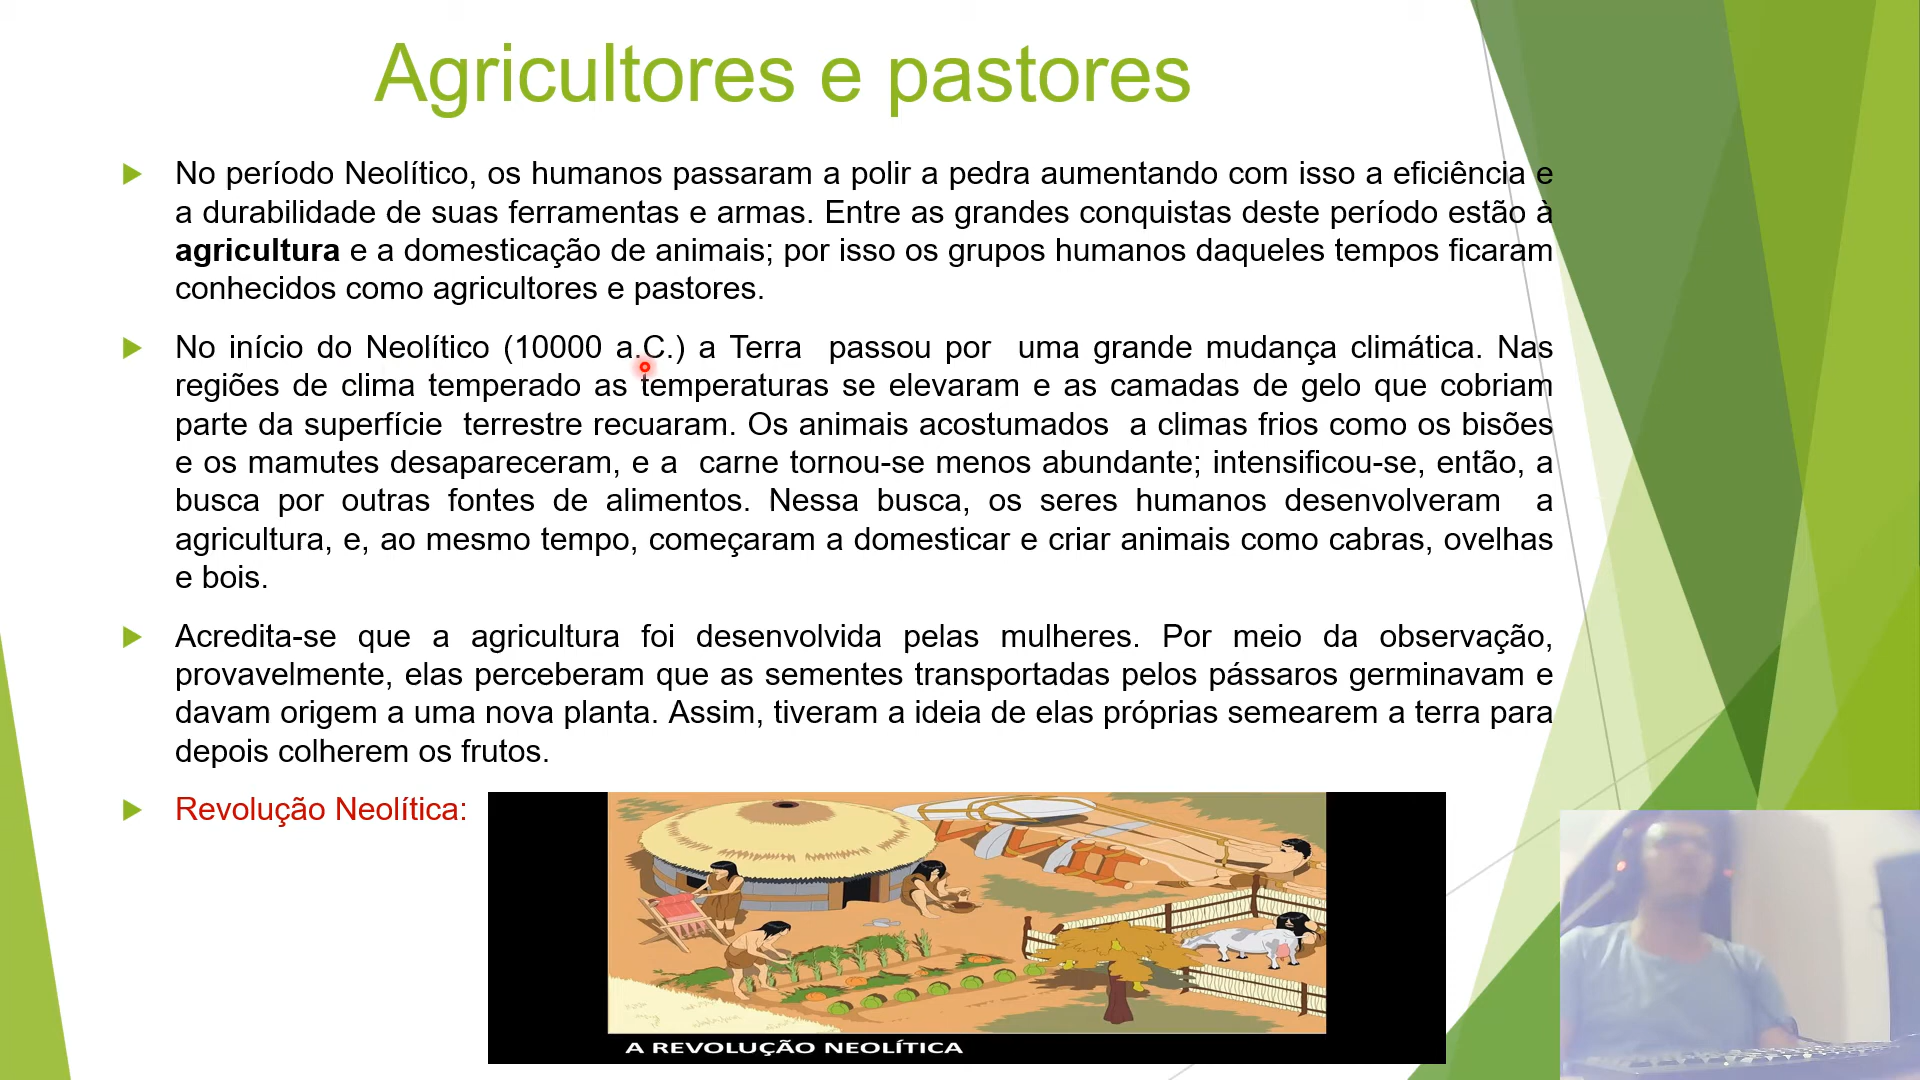 Agricultores e pastores
No período Neolítico, os humanos passaram a polir a pedra aumentando com isso a eficiência e
a durabilidade de suas ferramentas e armas. Entre as grandes conquistas deste período estão à
agricultura e a domesticação de animais; por isso os grupos humanos daqueles tempos ficaram
conhecidos como agricultores e pastores.
No início do Neolítico (10000 a.C.) a Terra passou por uma grande mudança climática. Nas
regiões de clima temperado as temperaturas se elevaram e as camadas de gelo que cobriam
parte da superfície terrestre recuaram. Os animais acostumados a climas frios como os bisões
e os mamutes desapareceram, e a carne tornou-se menos abundante; intensificou-se, então, a
busca por outras fontes de alimentos. Nessa busca, os seres humanos desenvolveram a
agricultura, e, ao mesmo tempo, começaram a domesticar e criar animais como cabras, ovelhas
e bois.
Acredita-se que a agricultura foi desenvolvida pelas mulheres. Por meio da observação,
provavelmente, elas perceberam que as sementes transportadas pelos pássaros germinavam e
davam origem a uma nova planta. Assim, tiveram a ideia de elas próprias semearem a terra para
depois colherem os frutos.
Revolução Neolítica:
A REVOLUÇÃO NEOLÍTICA